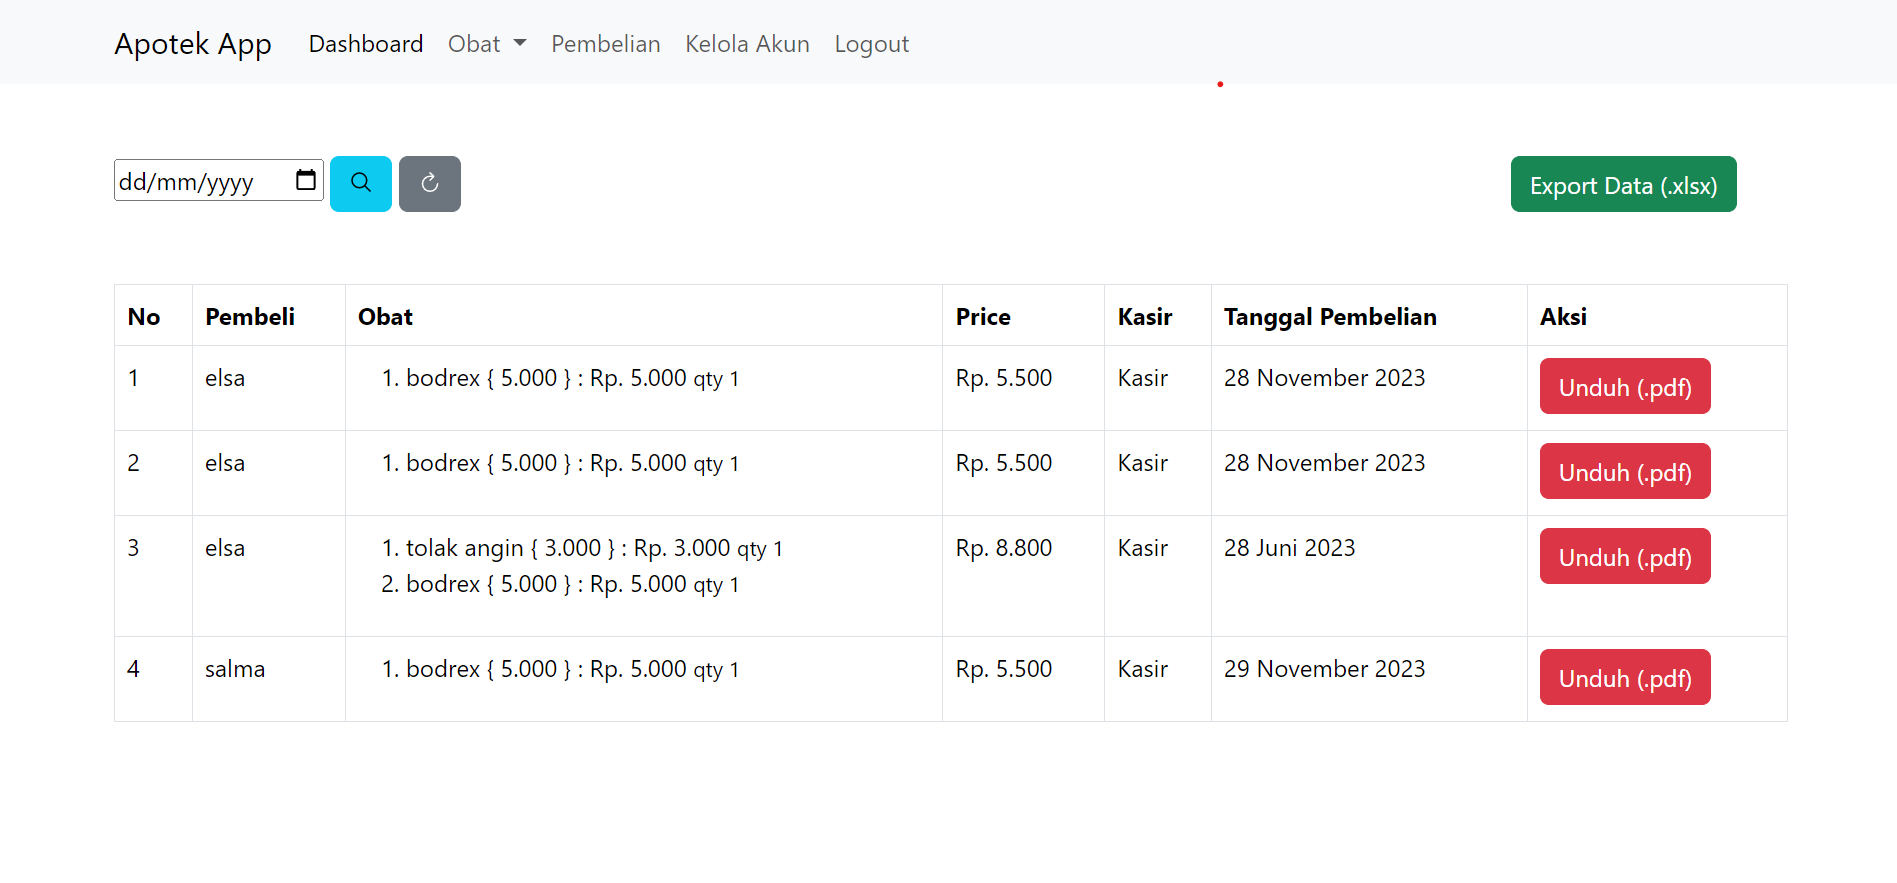 Apotek App Dashboard Obat Pembelian Kelola Akun Logout
dd/mm/yyyy Export Data (.xlsx)
No Pembeli Obat Price Kasir Tanggal Pembelian Aksi
1 elsa 1. bodrex { 5.000 } : Rp. 5.000 qty 1 Rp. 5.500 Kasir 28 November 2023 Unduh (.pdf)
2 elsa 1. bodrex { 5.000 } : Rp. 5.000 qty 1 Rp. 5.500 Kasir 28 November 2023 Unduh (.pdf)
3 elsa 1. tolak angin { 3.000 } : Rp. 3.000 qty 1 Rp. 8.800 Kasir 28 Juni 2023 Unduh (.pdf)
2. bodrex { 5.000 } : Rp. 5.000 qty 1
4 salma 1. bodrex { 5.000 } : Rp. 5.000 qty 1 Rp. 5.500 Kasir 29 November 2023 Unduh (.pdf)